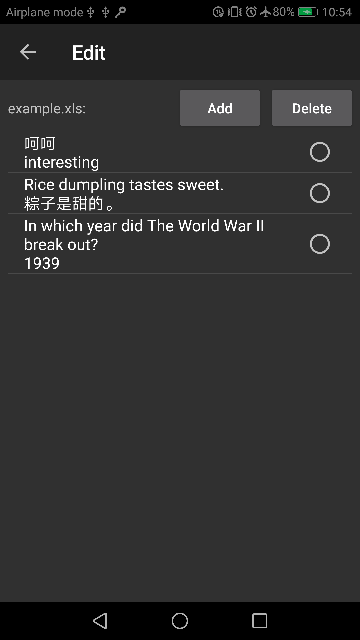 Airplane mode
80%
10:54
Edit
example.xls:
Add
Delete
呵呵
interesting
Rice dumpling tastes sweet.
粽子是甜的。
In which year did The World War II
break out?
1939